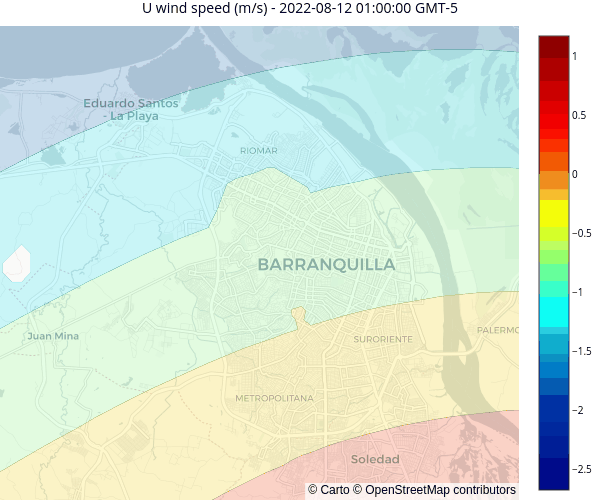 U wind speed (m/s) - 2022-08-12 01:00:00 GMT-5
1
0.5
0
−0.5
−1
−1.5
−2
−2.5
Eduardo Santos
- La Playa
RIOMAR
BARRANQUILLA
Juan Mina
SURORIENTE
PALERMO
METROPOLITANA
Soledad
© Carto © OpenStreetMap contributors